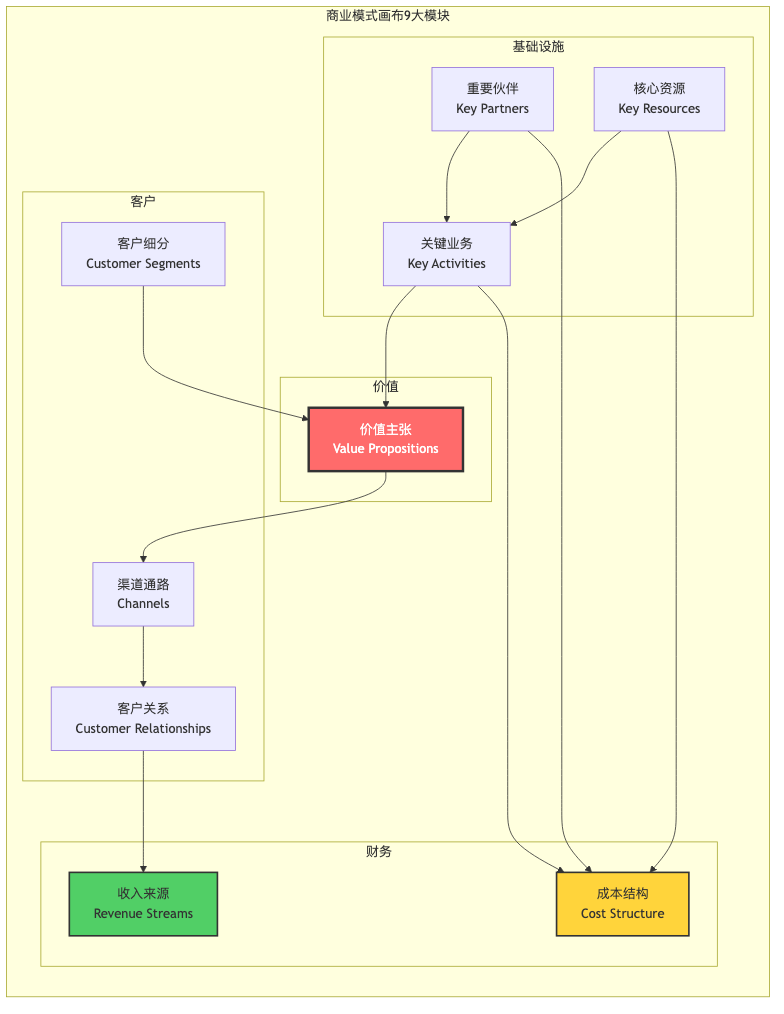 商业模式画布9大模块
基础设施
重要伙伴
Key Partners
核心资源
Key Resources
客户
客户细分
Customer Segments
关键业务
Key Activities
价值
价值主张
Value Propositions
渠道通路
Channels
客户关系
Customer Relationships
财务
收入来源
Revenue Streams
成本结构
Cost Structure